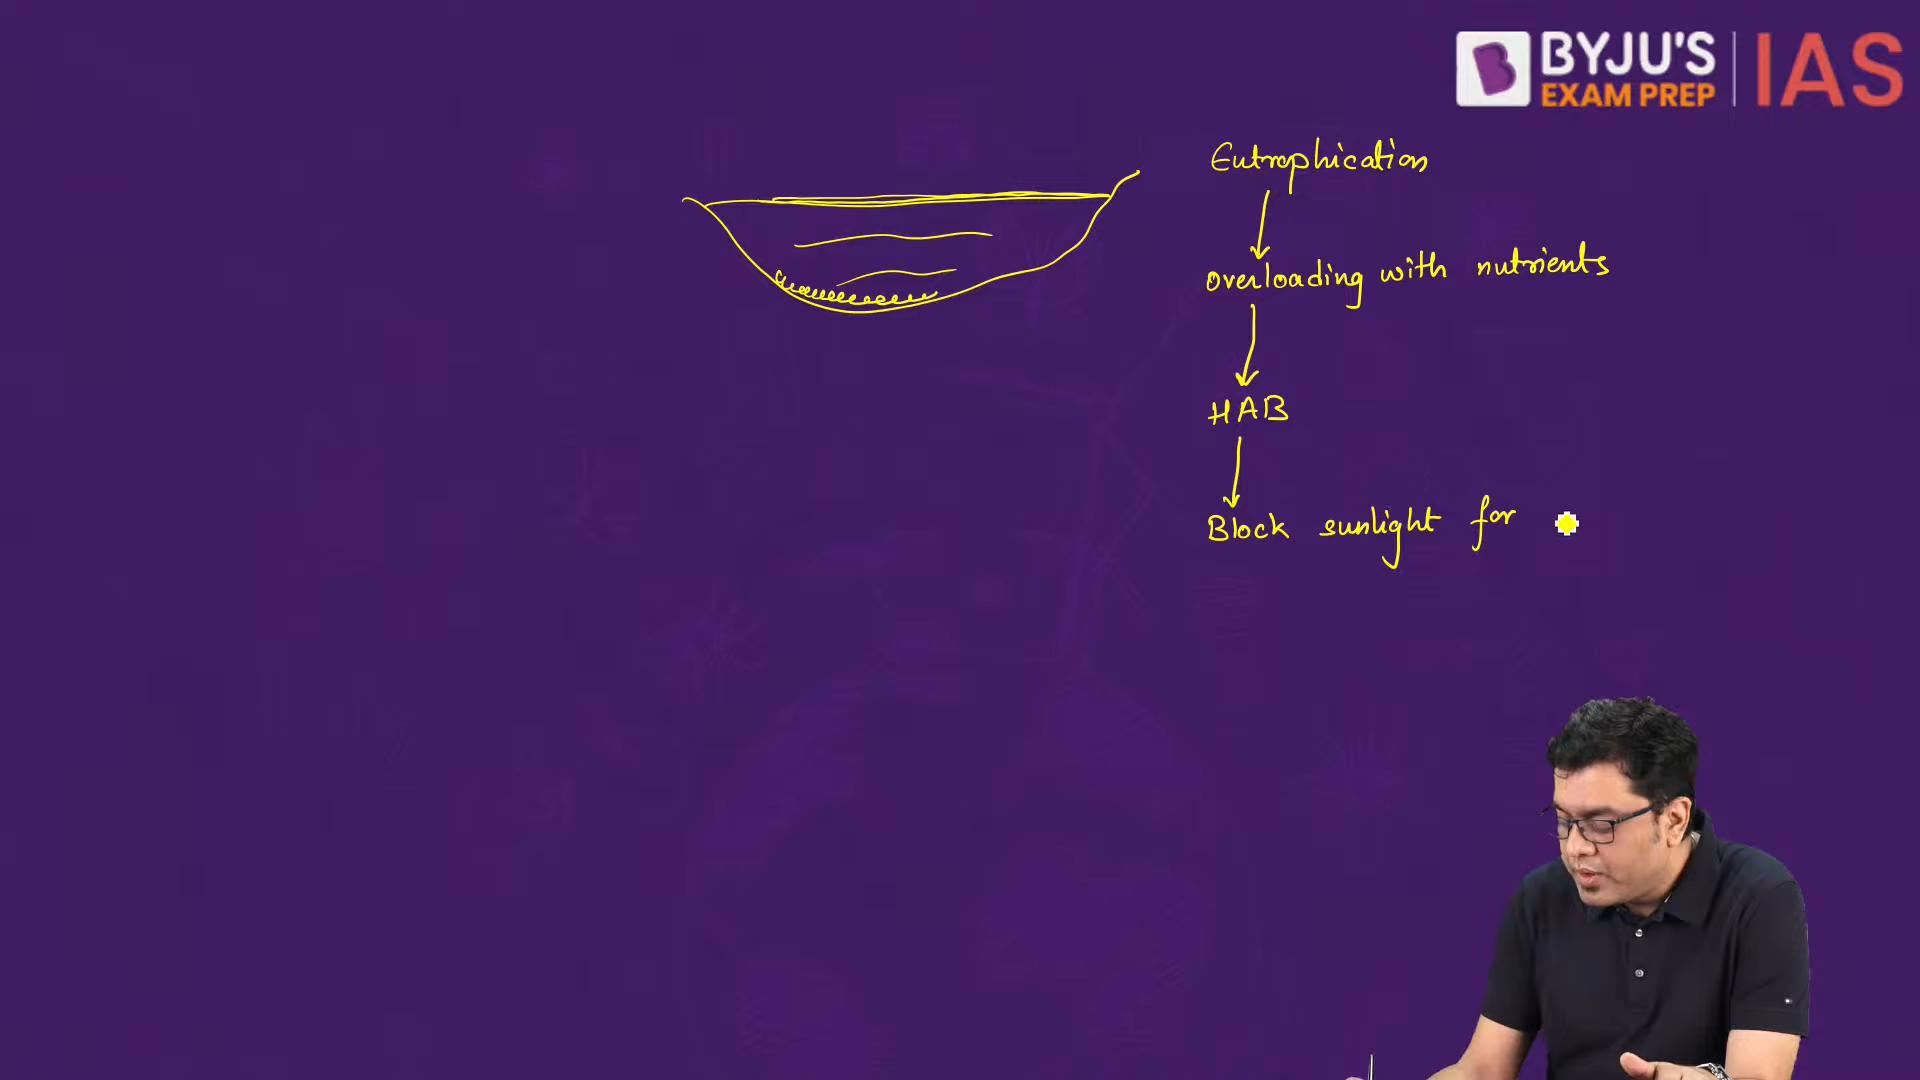 BYJU'S
EXAM PREP
IAS
Eutrophication
Overloading with nutrients
HAB
Block sunlight for